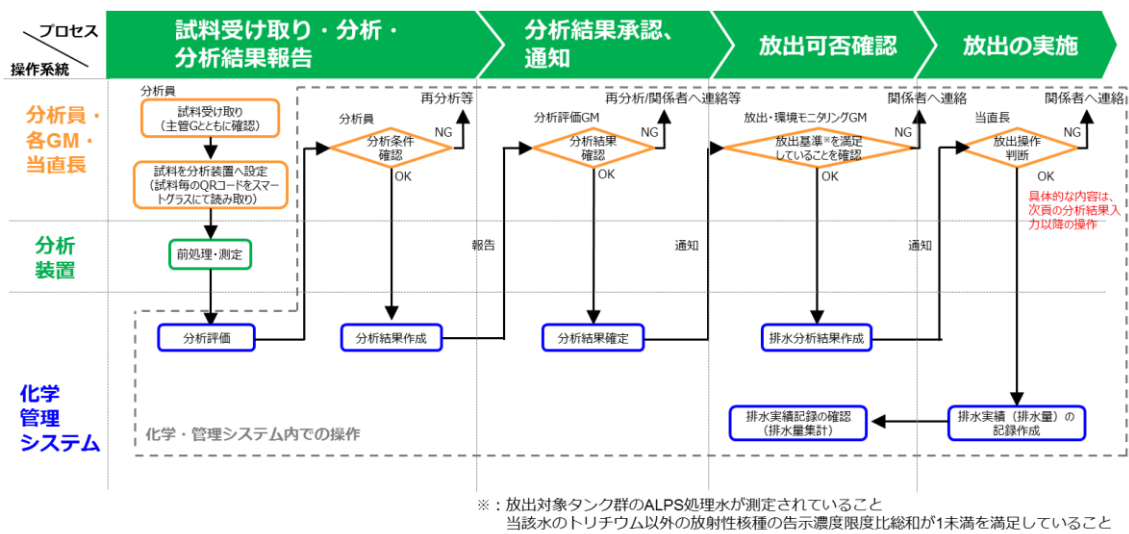 プロセス
操作系統
試料受け取り・分析・
分析結果報告
分析結果承認、
通知
放出可否確認
放出の実施
分析員・
各GM・
当直長
分析員
試料受け取り
（主管Gとともに確認）
試料を分析装置へ設定
（試料毎のQRコードをスマー
トグラスにて読み取り）
再分析等
分析員
NG
分析条件
確認
OK
再分析/関係者へ連絡等
分析評価GM
NG
分析結果
確認
OK
関係者へ連絡
放出・環境モニタリングGM
NG
放出基準※を満足
していることを確認
OK
関係者へ連絡
当直長
NG
放出操作
判断
OK
具体的な内容は、
次頁の分析結果入
力以降の操作
分析
装置
前処理・測定
報告
通知
通知
化学
管理
システム
分析評価
分析結果作成
分析結果確定
排水分析結果作成
排水実績記録の確認
（排水量集計）
排水実績（排水量）の
記録作成
化学・管理システム内での操作
※：放出対象タンク群のALPS処理水が測定されていること
当該水のトリチウム以外の放射性核種の告示濃度限度比総和が1未満を満足していること